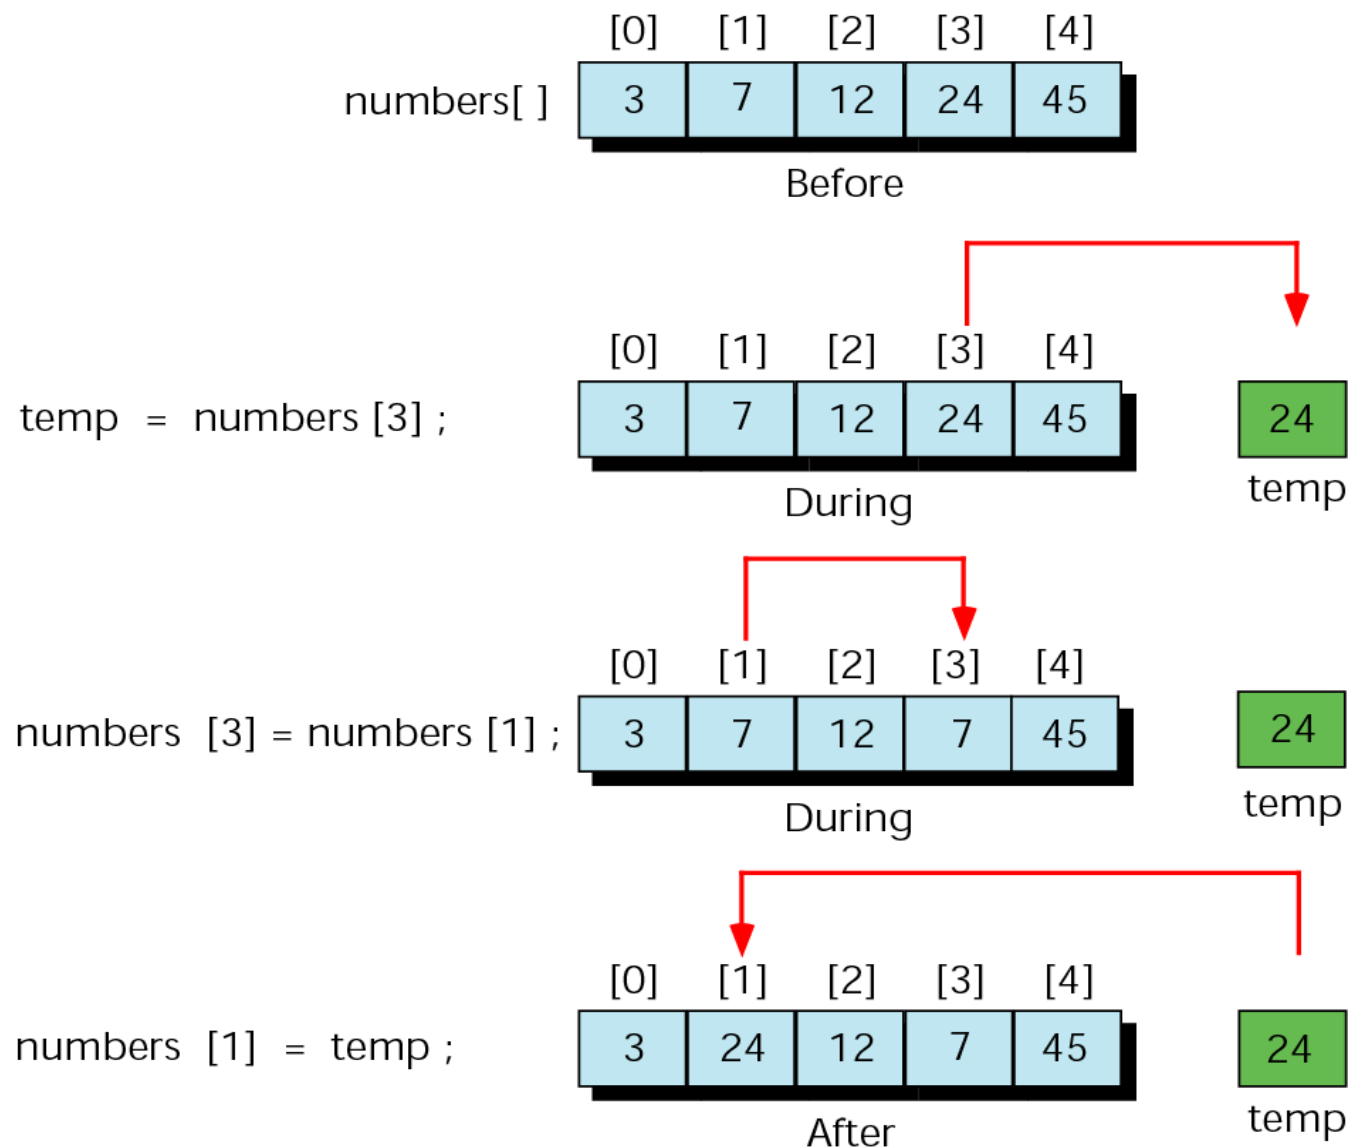 [0] [1] [2] [3] [4]
numbers[ ] 3 7 12 24 45
Before
[0] [1] [2] [3] [4]
temp = numbers [3] ; 3 7 12 24 45 24
During temp
[0] [1] [2] [3] [4]
numbers [3] = numbers [1] ; 3 7 12 7 45 24
During temp
[0] [1] [2] [3] [4]
numbers [1] = temp ; 3 24 12 7 45 24
After temp